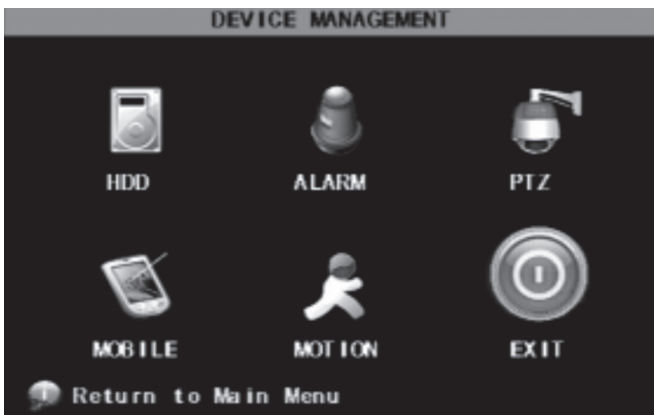 DEVICE MANAGEMENT
HDD ALARM PTZ
MOBILE MOTION EXIT
Return to Main Menu